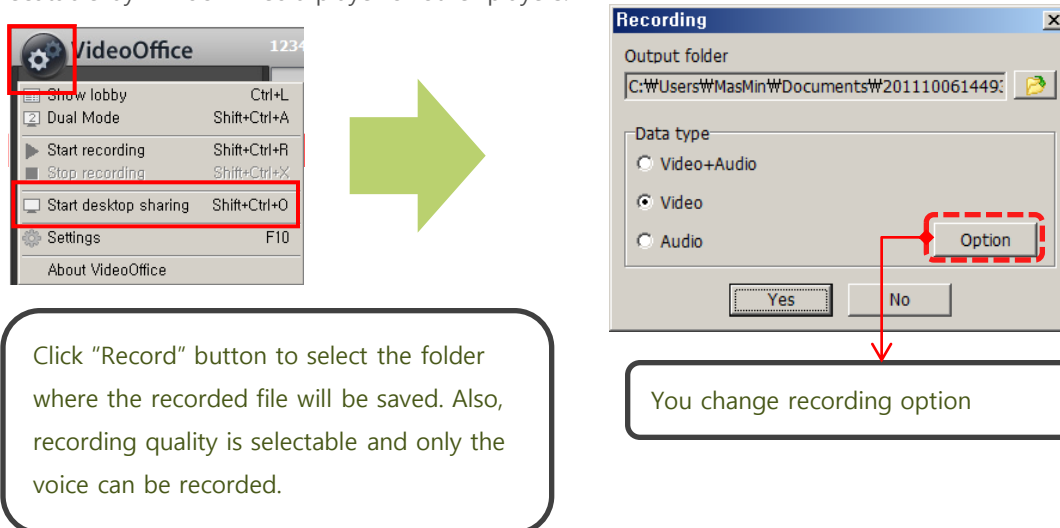 VideoOffice 1234
Show lobby Ctrl+L
2 Dual Mode Shift+Ctrl+A
Start recording Shift+Ctrl+R
Stop recording Shift+Ctrl+X
Start desktop sharing Shift+Ctrl+O
Settings F10
About VideoOffice
Click “Record” button to select the folder
where the recorded file will be saved. Also,
recording quality is selectable and only the
voice can be recorded.
Recording x
Output folder
C:₩Users₩MasMin₩Documents₩201110061449
Data type
Video+Audio
Video
Audio
Option
Yes No
You change recording option